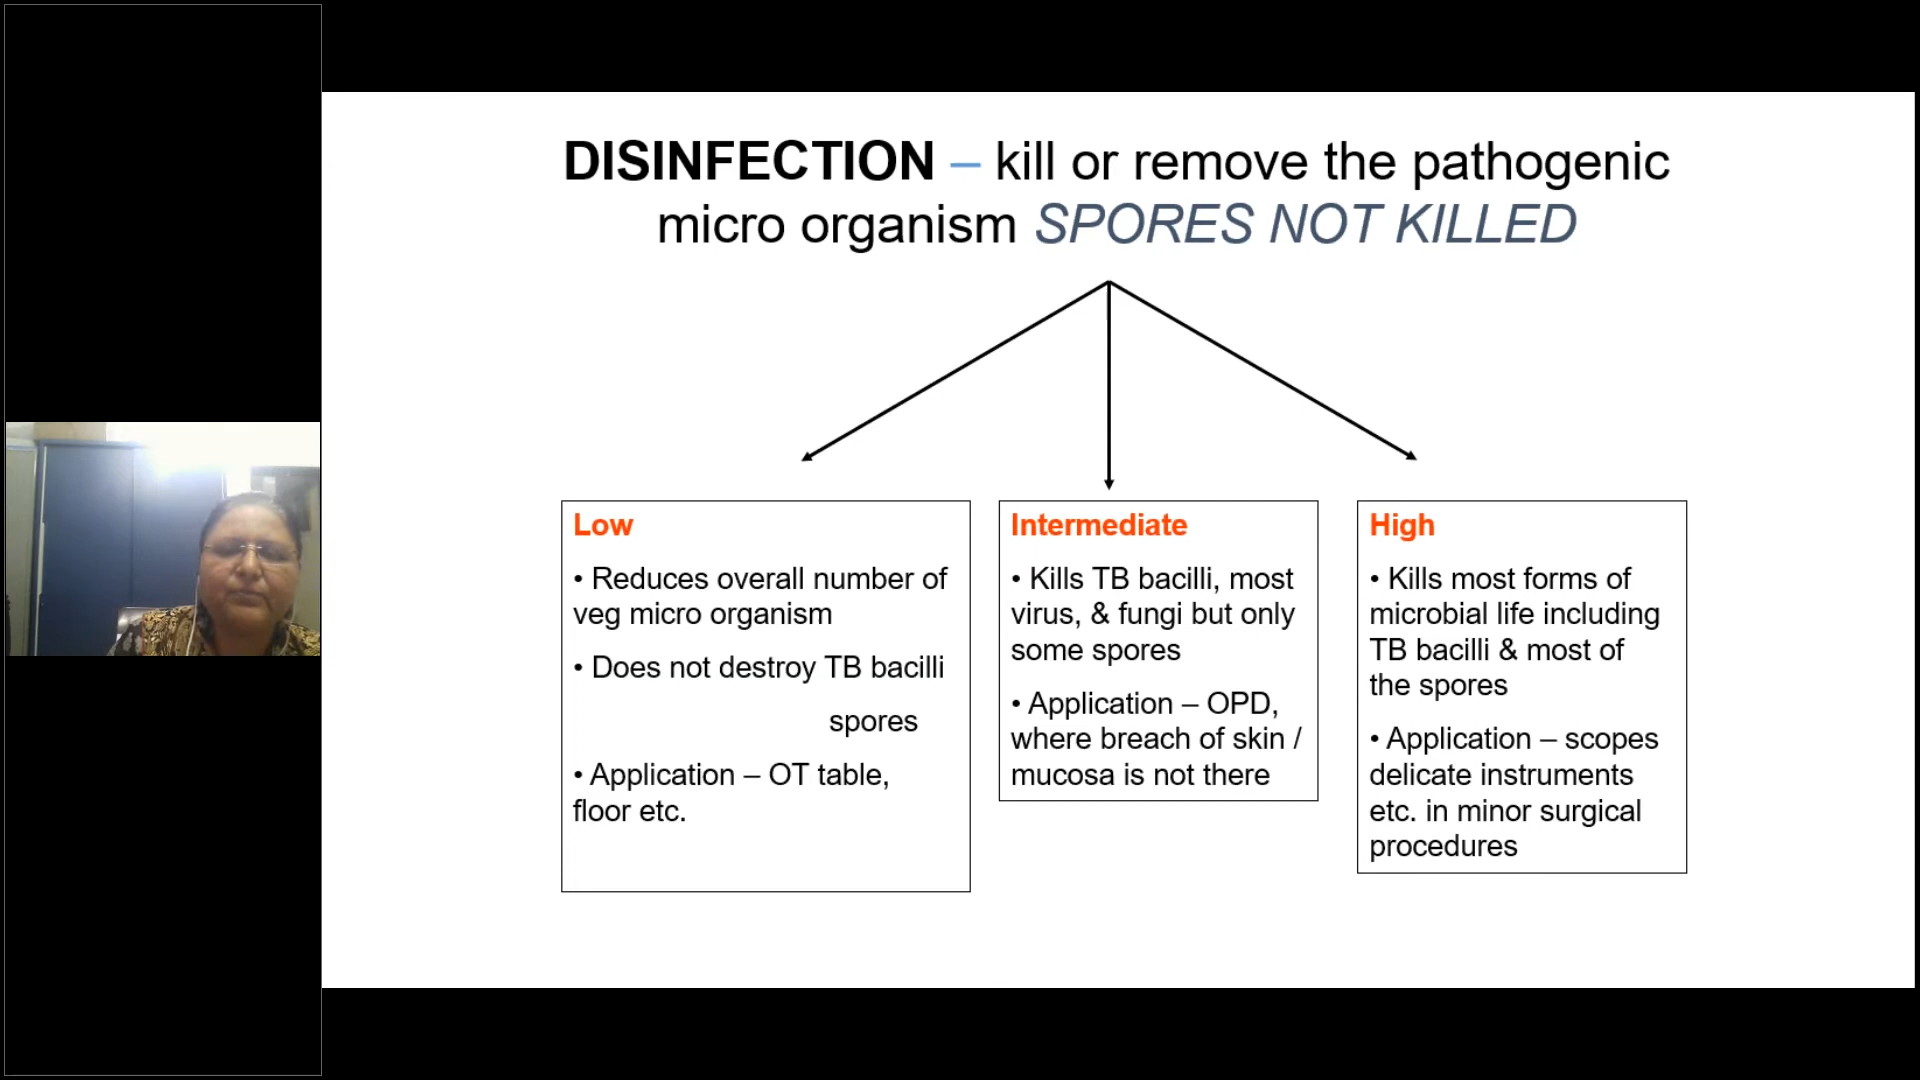 DISINFECTION – kill or remove the pathogenic
micro organism SPORES NOT KILLED
Low
• Reduces overall number of
veg micro organism
• Does not destroy TB bacilli
spores
• Application – OT table,
floor etc.
Intermediate
• Kills TB bacilli, most
virus, & fungi but only
some spores
• Application – OPD,
where breach of skin /
mucosa is not there
High
• Kills most forms of
microbial life including
TB bacilli & most of
the spores
• Application – scopes
delicate instruments
etc. in minor surgical
procedures